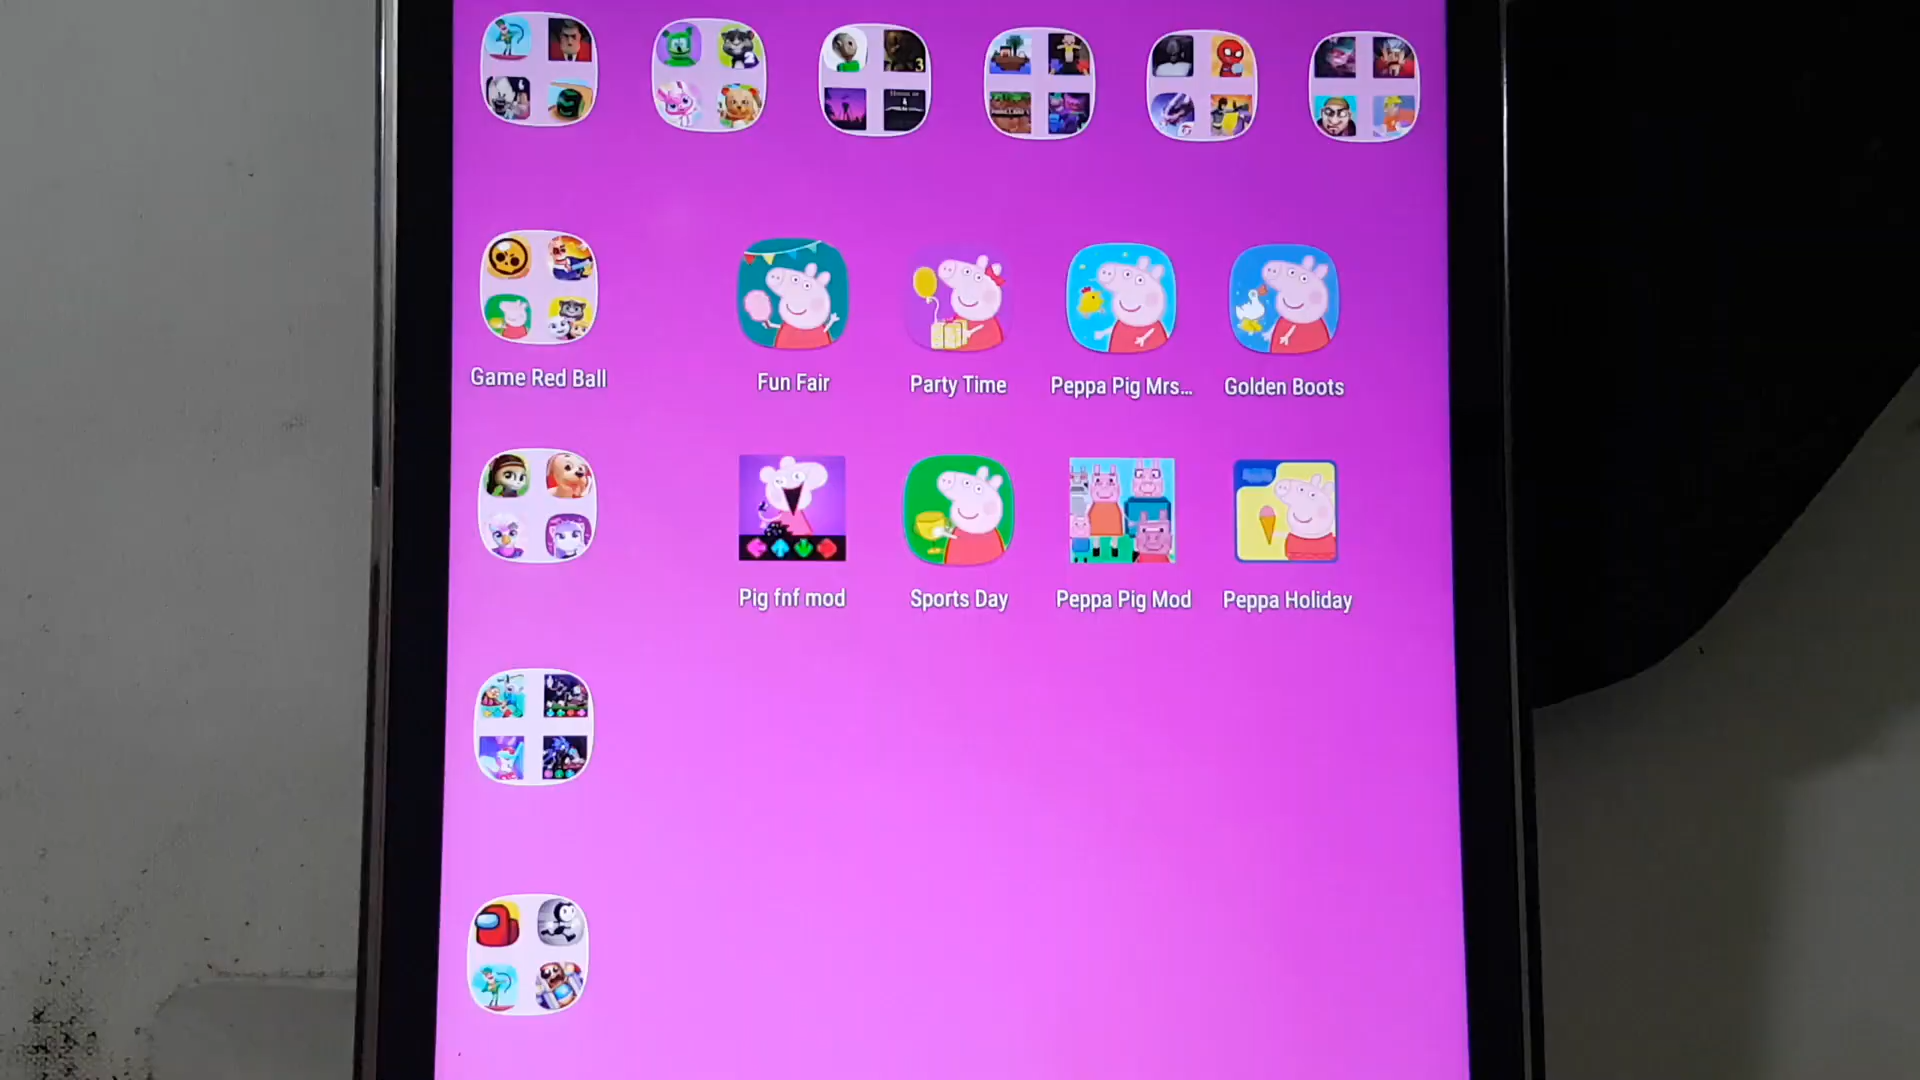 3
Game Red Ball
Fun Fair
Party Time
Peppa Pig Mrs...
Golden Boots
Pig fnf mod
Sports Day
Peppa Pig Mod
Peppa Holiday